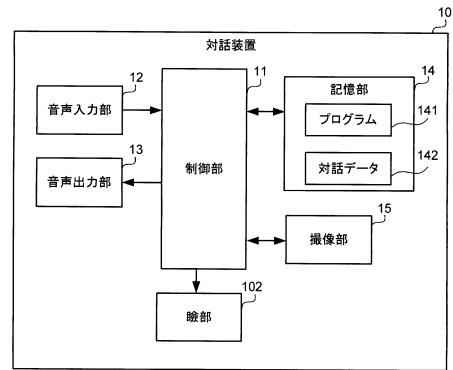 10
対話装置
12
音声入力部
11
制御部
14
記憶部
プログラム
141
対話データ
142
13
音声出力部
15
撮像部
102
瞼部